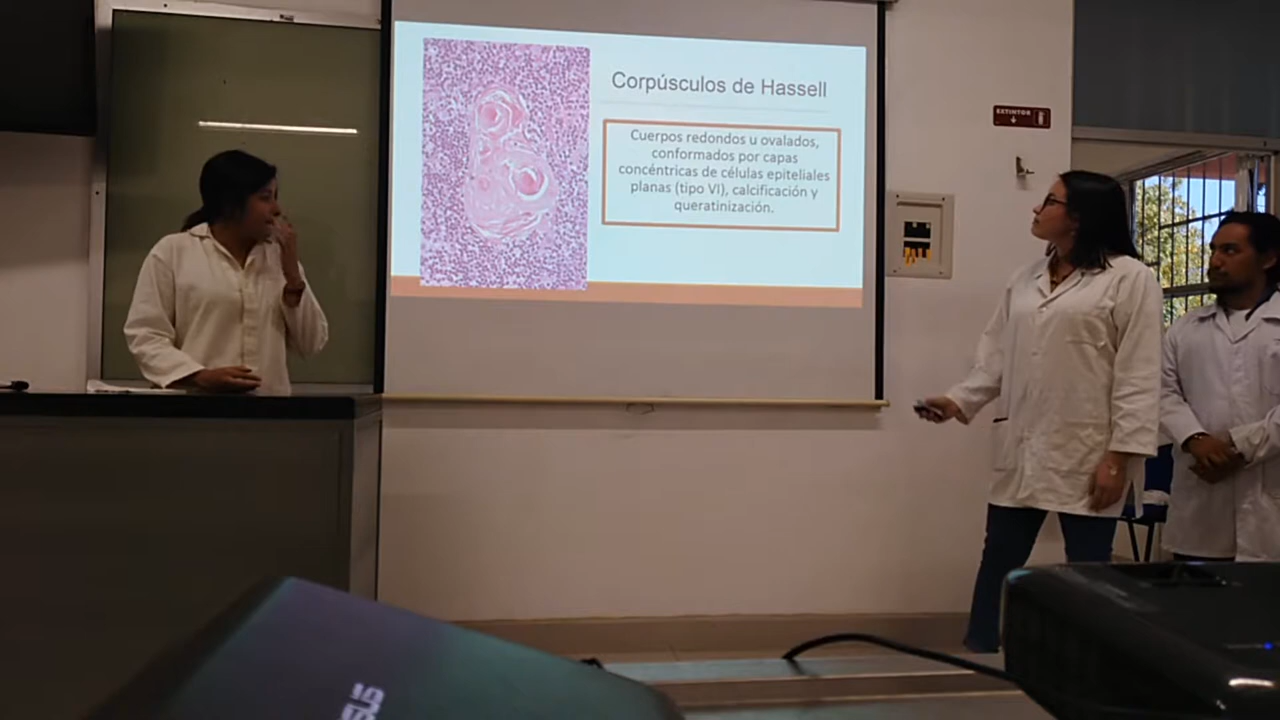 Corpúsculos de Hassell
Cuerpos redondos u ovalados,
conformados por capas
concéntricas de células epiteliales
planas (tipo VI), calcificación y
queratinización.
EXTINTOR